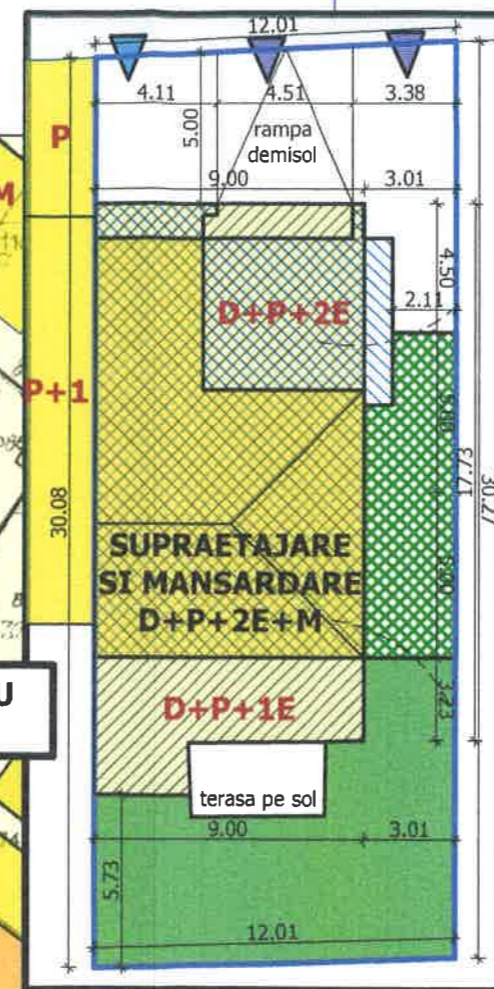 12.01
4.11
4.51
3.38
P
5.00
rampa
demisol
9.00
3.01
M
4.50
D+P+2E
2.11
P+1
5.00
17.73
30.27
30.08
SUPRAETAJARE
SI MANSARDARE
D+P+2E+M
5.00
U
D+P+1E
3.23
terasa pe sol
9.00
3.01
5.73
12.01